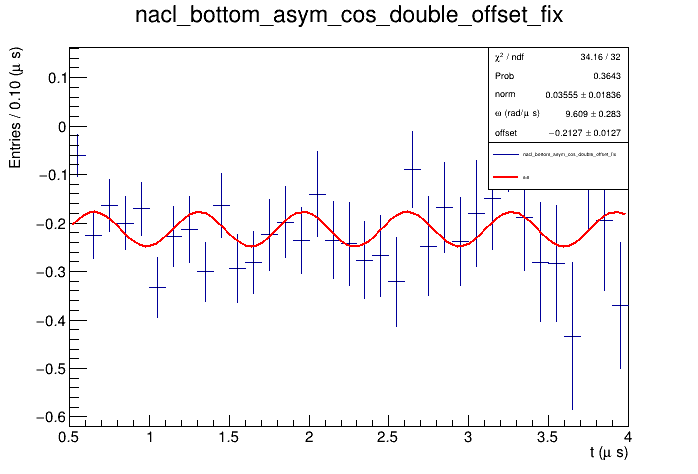 nacl_bottom_asym_cos_double_offset_fix
Entries / 0.10 (μ s)
χ² / ndf 34.16 / 32
Prob 0.3643
norm 0.03555 ± 0.01836
ω (rad/μ s) 9.609 ± 0.283
offset −0.2127 ± 0.0127
nacl_bottom_asym_cos_double_offset_fix
0.1
0
−0.1
−0.2
−0.3
−0.4
−0.5
−0.6
0.5 1 1.5 2 2.5 3 3.5 4
t (μ s)